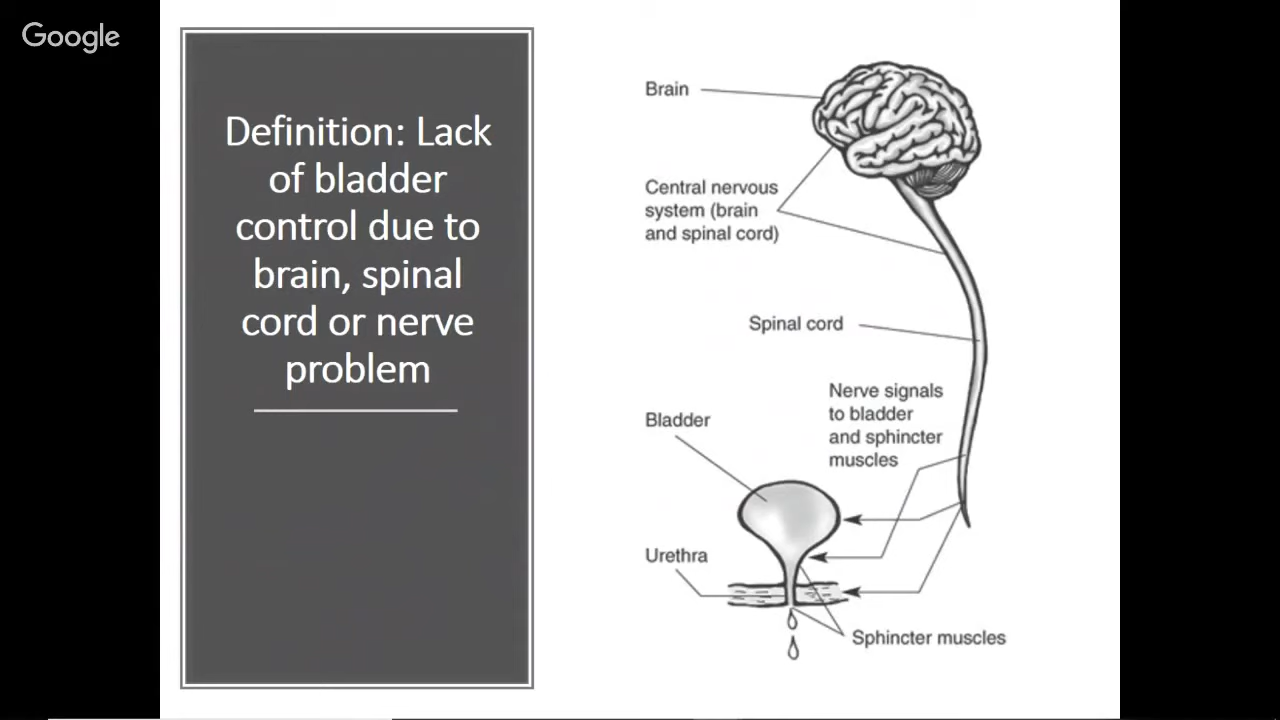 Google
Definition: Lack
of bladder
control due to
brain, spinal
cord or nerve
problem
Brain
Central nervous
system (brain
and spinal cord)
Spinal cord
Nerve signals
to bladder
and sphincter
muscles
Bladder
Urethra
Sphincter muscles